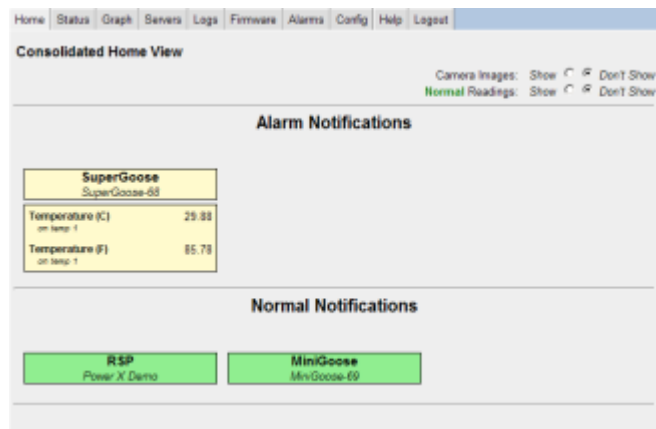 Home Status Graph Servers Logs Firmware Alarms Config Help Logout
Consolidated Home View
Camera Images: Show Don't Show
Normal Readings: Show Don't Show
Alarm Notifications
SuperGoose
SuperGoose-68
Temperature (C) 29.88
on temp 1
Temperature (F) 85.78
on temp 1
Normal Notifications
RSP MiniGoose
Power X Demo MiniGoose-69